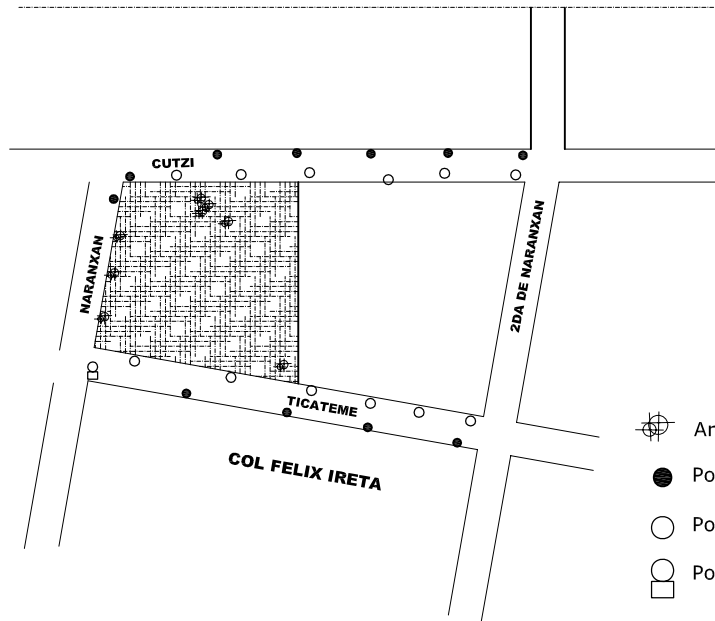 CUTZI
NARANXAN
2DA DE NARANXAN
TICATEME
COL FELIX IRETA
Ar
Po
Po
Po